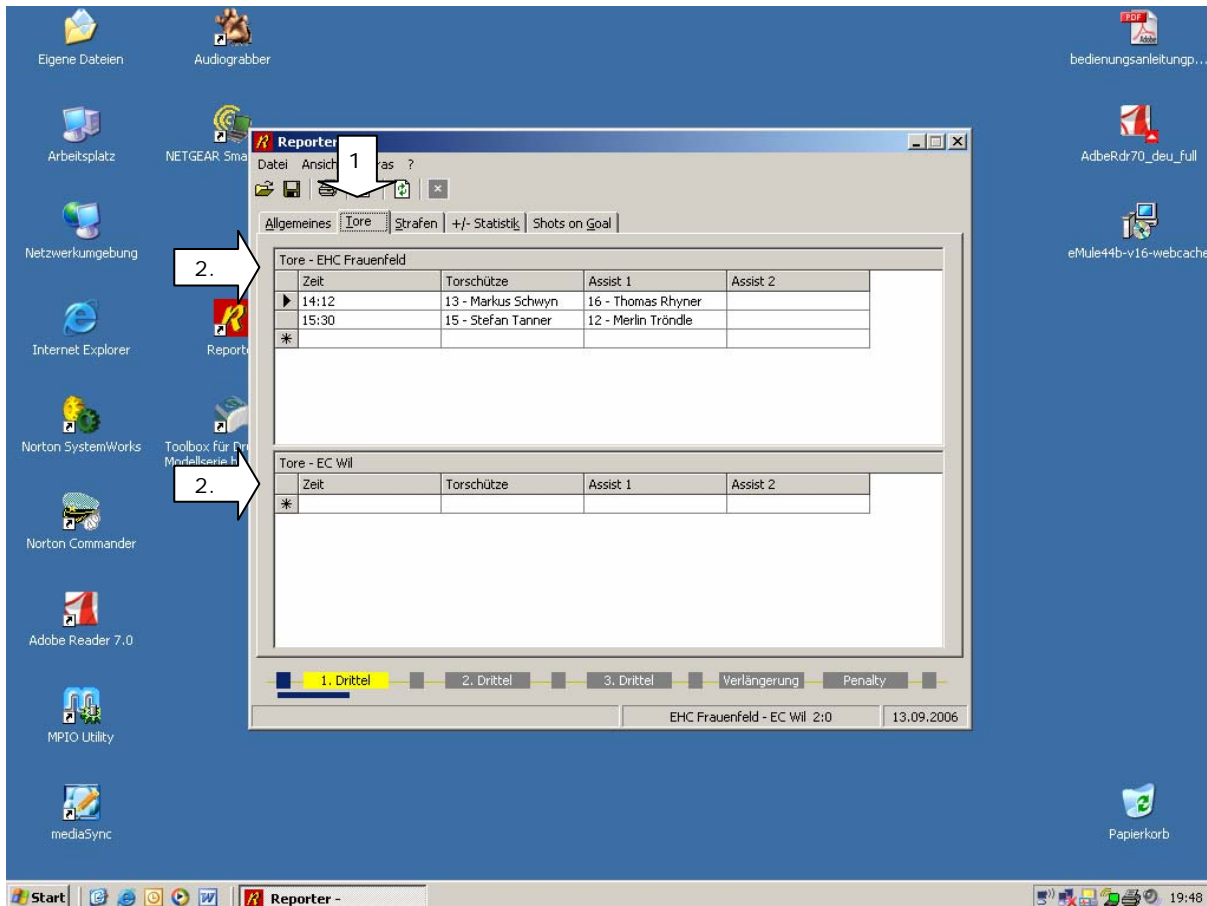 Eigene Dateien
Audiograbber
bedienungsanleitungp...
Arbeitsplatz
NETGEAR Sma
AdbeRdr70_deu_full
Netzwerkumgebung
eMule44b-v16-webcache
Internet Explorer
Reporte
Norton SystemWorks
Toolbox für Dru
Modellserie h
Norton Commander
Adobe Reader 7.0
MPIO Utility
mediaSync
Papierkorb
Reporter
1
Datei Ansich ras ?
Allgemeines Tore Strafen +/- Statistik Shots on Goal
2.
Tore - EHC Frauenfeld
Zeit Torschütze Assist 1 Assist 2
14:12 13 - Markus Schwyn 16 - Thomas Rhyner
15:30 15 - Stefan Tanner 12 - Merlin Tröndle
2.
Tore - EC Wil
Zeit Torschütze Assist 1 Assist 2
1. Drittel 2. Drittel 3. Drittel Verlängerung Penalty
EHC Frauenfeld - EC Wil 2:0 13.09.2006
Start Reporter - 19:48